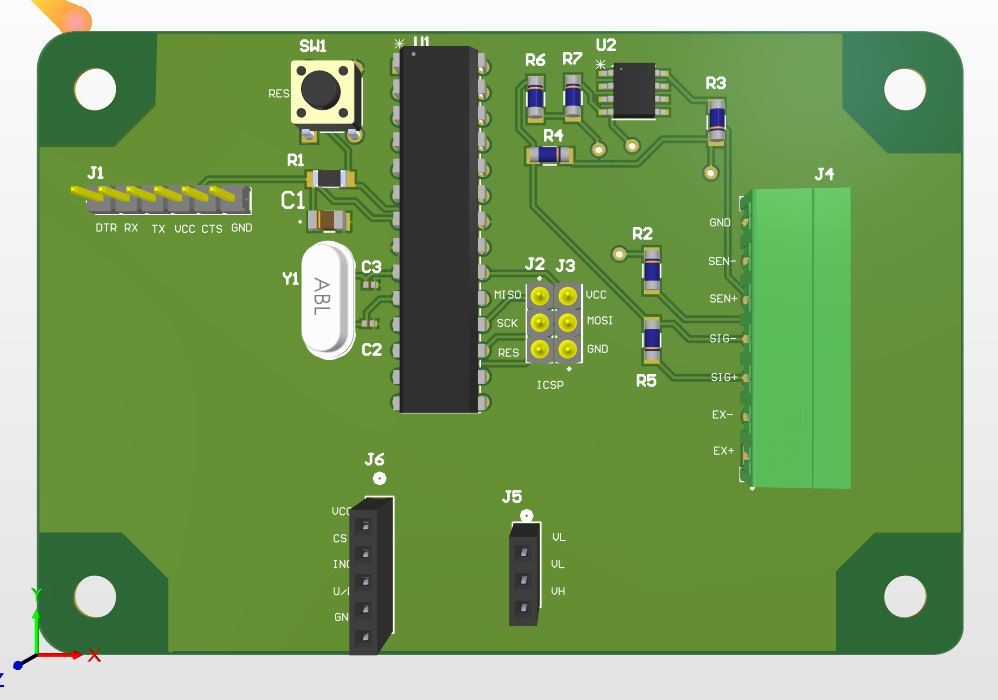 SW1
U1
RES
R6
R7
U2
R3
R4
J1
R1
C1
J4
DTR RX TX VCC CTS GND
GND
SEN-
SEN+
SIG-
SIG+
EX-
EX+
R2
R5
Y1
ABL
C3
C2
J2
J3
MISO
VCC
SCK
MOSI
RES
GND
ICSP
J6
VCC
CS
GN
J5
VL
VL
VH
Y
X